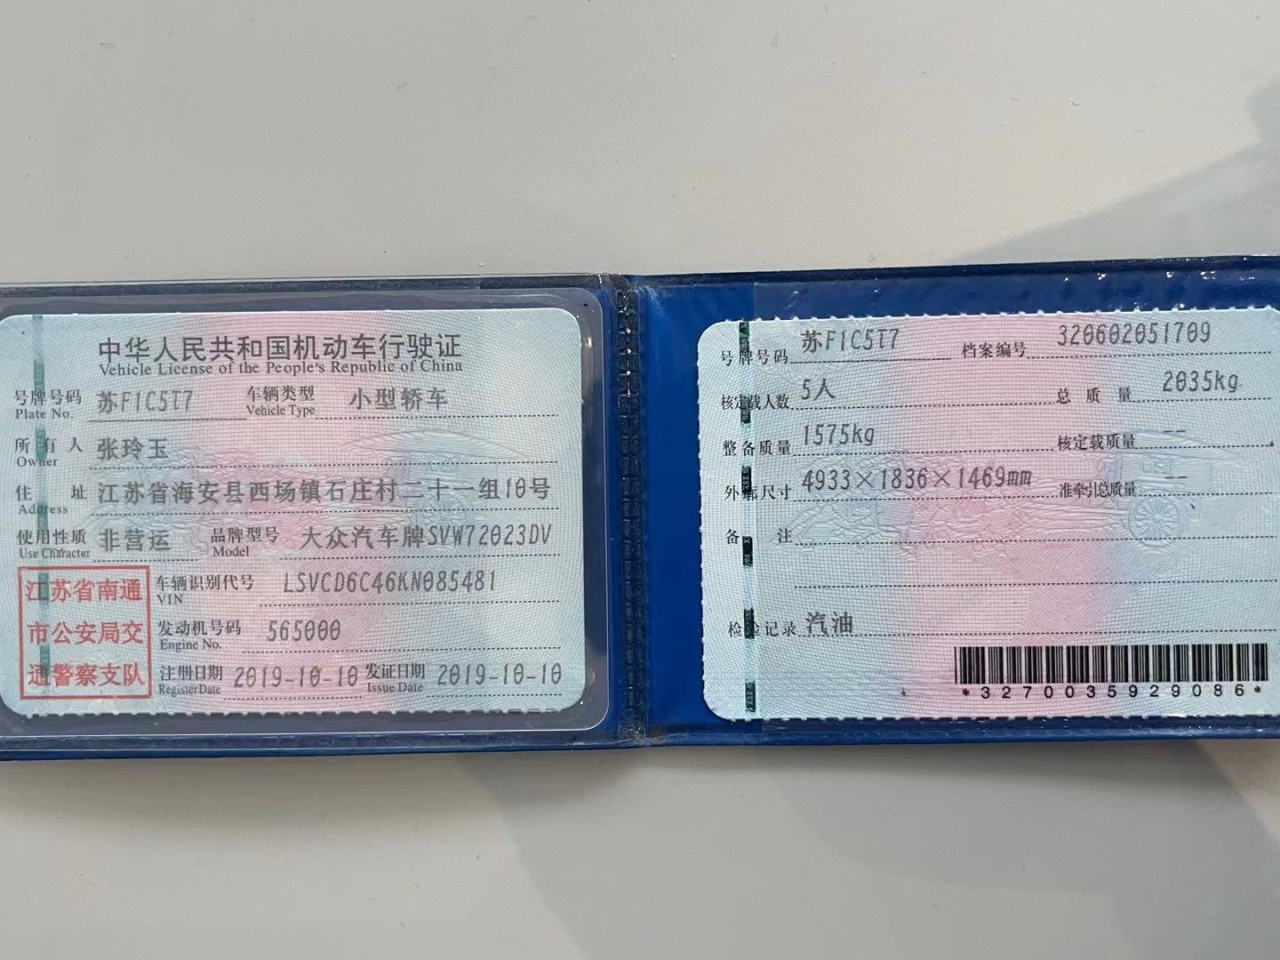 中华人民共和国机动车行驶证
Vehicle License of the People's Republic of China
号牌号码 苏F1C5T7 车辆类型 小型轿车
Plate No. Vehicle Type
所有人 张玲玉
Owner
住址 江苏省海安县西场镇石庄村二十一组10号
Address
使用性质 非营运 品牌型号 大众汽车牌SVW72023DV
Use Character Model
江苏省南通
市公安局交
通警察支队
车辆识别代号 LSVCD6C46KN085481
VIN
发动机号码 565000
Engine No.
注册日期 2019-10-10 发证日期 2019-10-10
Register Date Issue Date
号牌号码 苏F1C5T7 档案编号 320602051709
核定载人数 5人 总质量 2035kg
整备质量 1575kg 核定载质量 --
外廓尺寸 4933×1836×1469mm 准牵引总质量 --
备注
检验记录 汽油
*3270035929086*